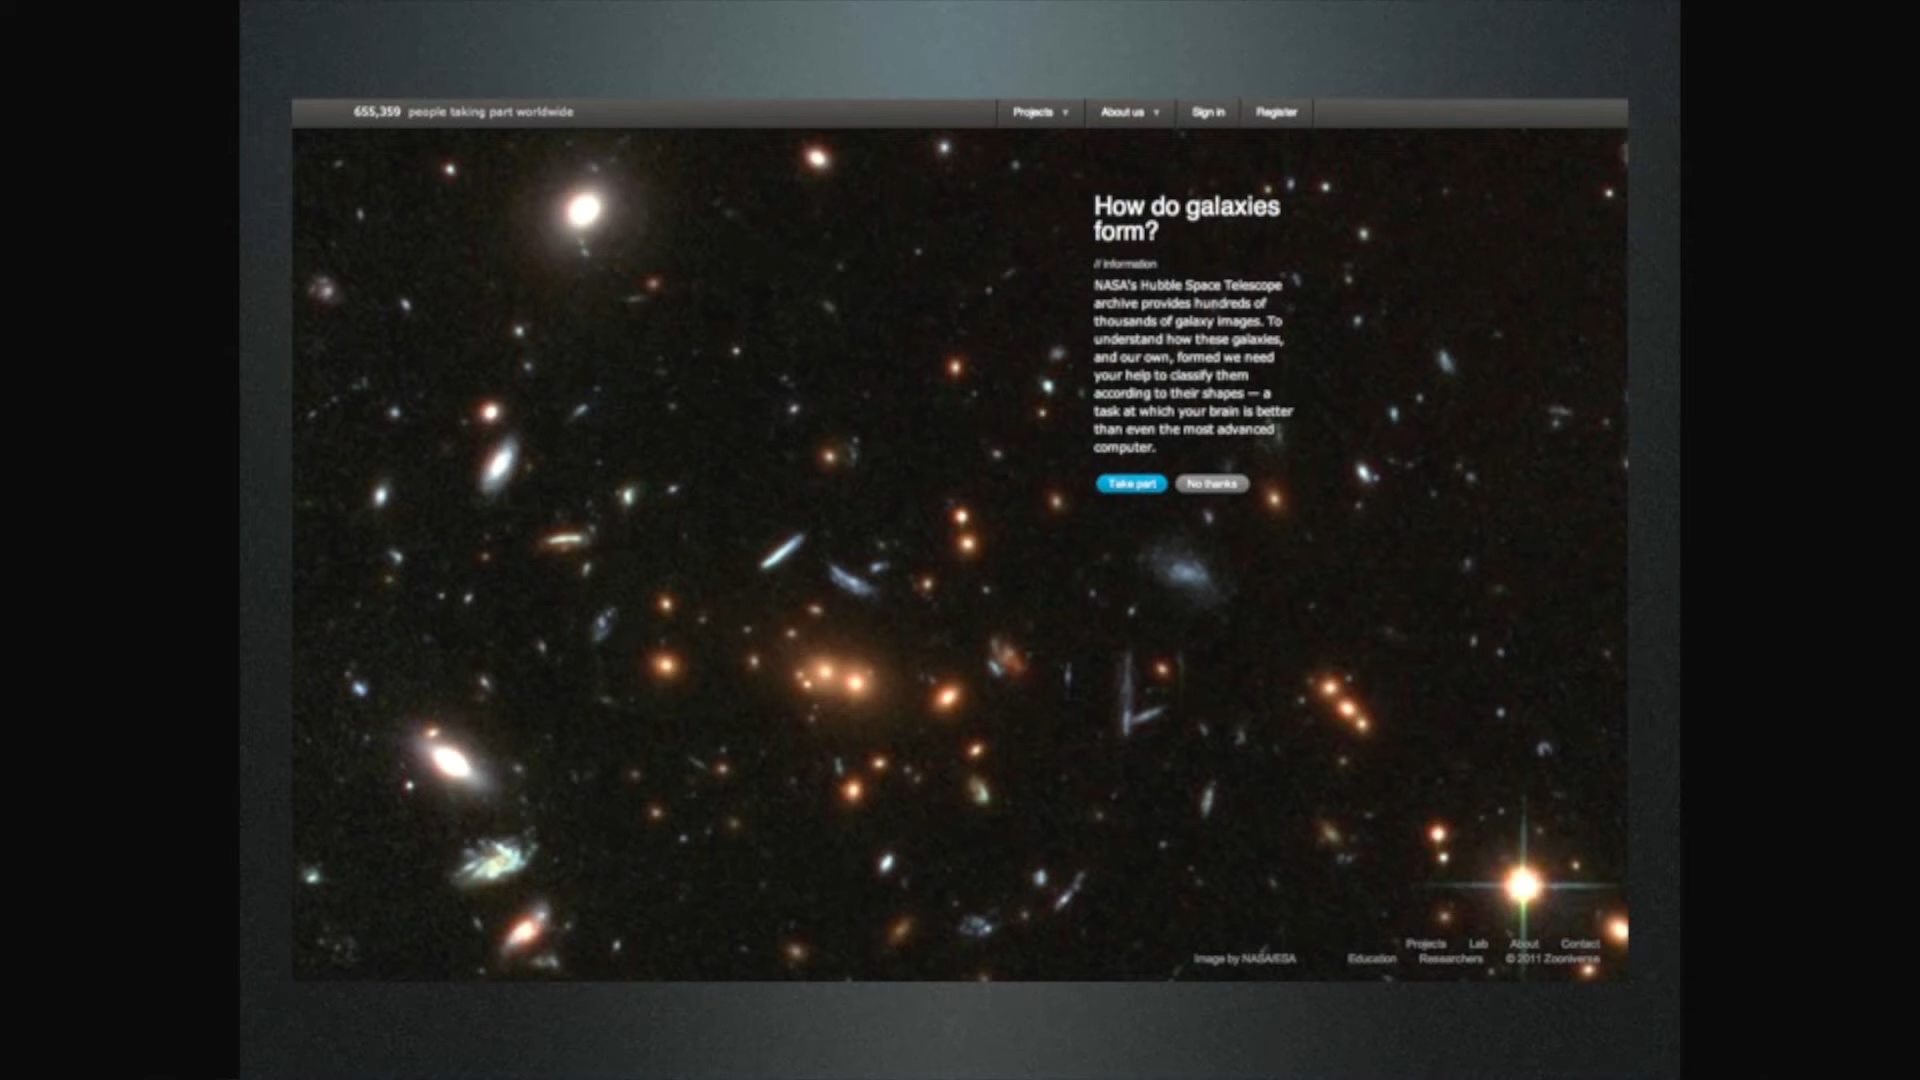 655,359 people taking part worldwide
Projects About us Sign in Register
How do galaxies
form?
// Information
NASA's Hubble Space Telescope
archive provides hundreds of
thousands of galaxy images. To
understand how these galaxies,
and our own, formed we need
your help to classify them
according to their shapes — a
task at which your brain is better
than even the most advanced
computer.
Take part No thanks
Projects Lab About Contact
Image by NASA/ESA Education Researchers © 2011 Zooniverse